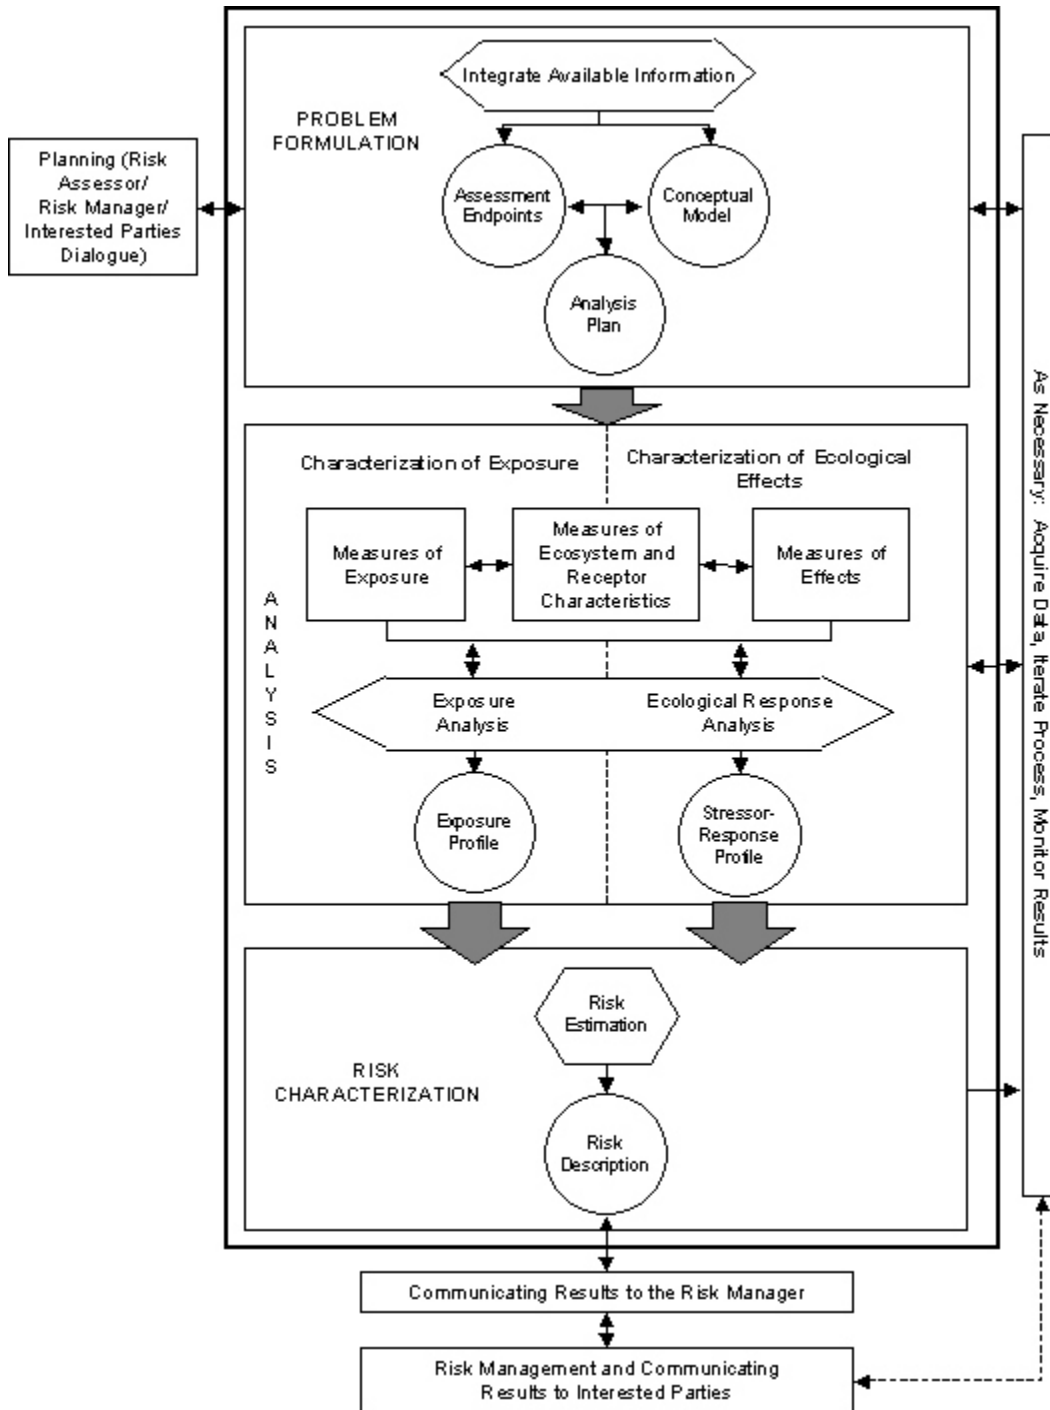 Integrate Available Information
PROBLEM
FORMULATION
Planning (Risk
Assessor/
Risk Manager/
Interested Parties
Dialogue)
Assessment
Endpoints
Conceptual
Model
Analysis
Plan
As Necessary: Acquire Data, Iterate Process, Monitor Results
Characterization of Exposure
Characterization of Ecological
Effects
Measures of
Exposure
Measures of
Ecosystem and
Receptor
Characteristics
Measures of
Effects
ANALYSIS
Exposure
Analysis
Ecological Response
Analysis
Exposure
Profile
Stressor-
Response
Profile
Risk
Estimation
RISK
CHARACTERIZATION
Risk
Description
Communicating Results to the Risk Manager
Risk Management and Communicating
Results to Interested Parties